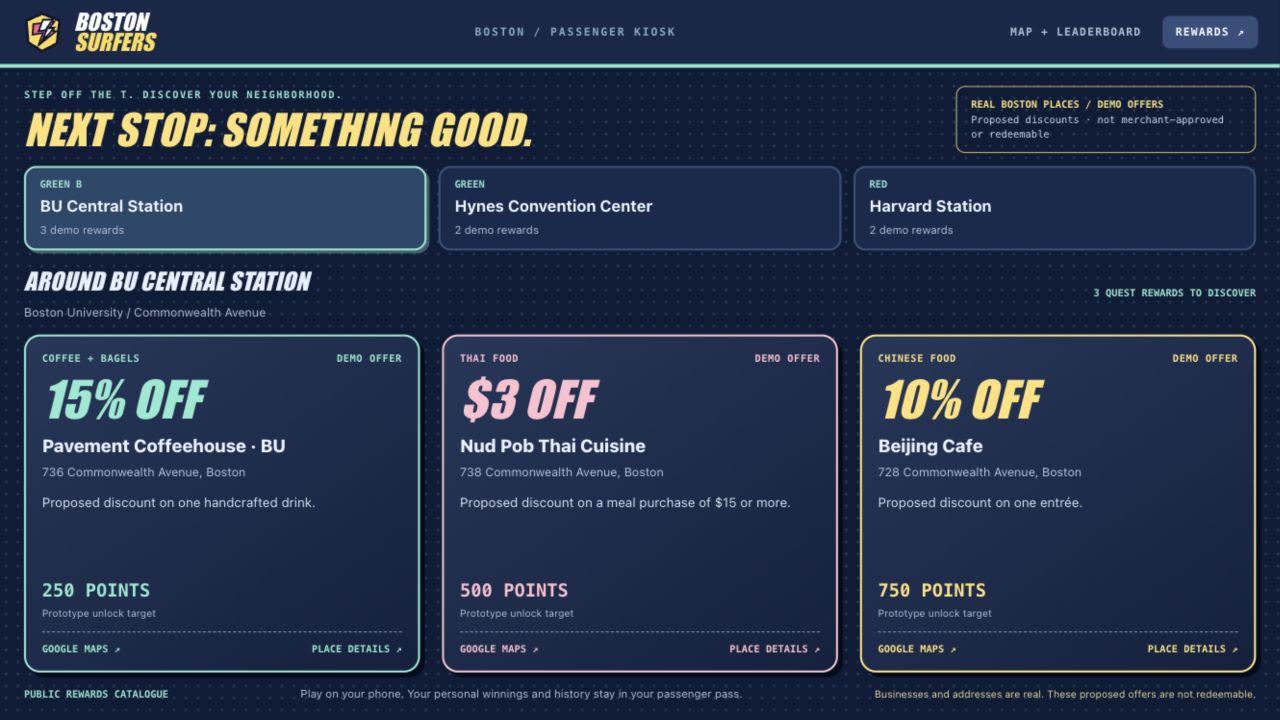 BOSTON
SURFERS
BOSTON / PASSENGER KIOSK
MAP + LEADERBOARD
REWARDS ↗
STEP OFF THE T. DISCOVER YOUR NEIGHBORHOOD.
NEXT STOP: SOMETHING GOOD.
REAL BOSTON PLACES / DEMO OFFERS
Proposed discounts · not merchant-approved
or redeemable
GREEN B
BU Central Station
3 demo rewards
GREEN
Hynes Convention Center
2 demo rewards
RED
Harvard Station
2 demo rewards
AROUND BU CENTRAL STATION
Boston University / Commonwealth Avenue
3 QUEST REWARDS TO DISCOVER
COFFEE + BAGELS
DEMO OFFER
15% OFF
Pavement Coffeehouse · BU
736 Commonwealth Avenue, Boston
Proposed discount on one handcrafted drink.
250 POINTS
Prototype unlock target
GOOGLE MAPS ↗
PLACE DETAILS ↗
THAI FOOD
DEMO OFFER
$3 OFF
Nud Pob Thai Cuisine
738 Commonwealth Avenue, Boston
Proposed discount on a meal purchase of $15 or more.
500 POINTS
Prototype unlock target
GOOGLE MAPS ↗
PLACE DETAILS ↗
CHINESE FOOD
DEMO OFFER
10% OFF
Beijing Cafe
728 Commonwealth Avenue, Boston
Proposed discount on one entrée.
750 POINTS
Prototype unlock target
GOOGLE MAPS ↗
PLACE DETAILS ↗
PUBLIC REWARDS CATALOGUE
Play on your phone. Your personal winnings and history stay in your passenger pass.
Businesses and addresses are real. These proposed offers are not redeemable.